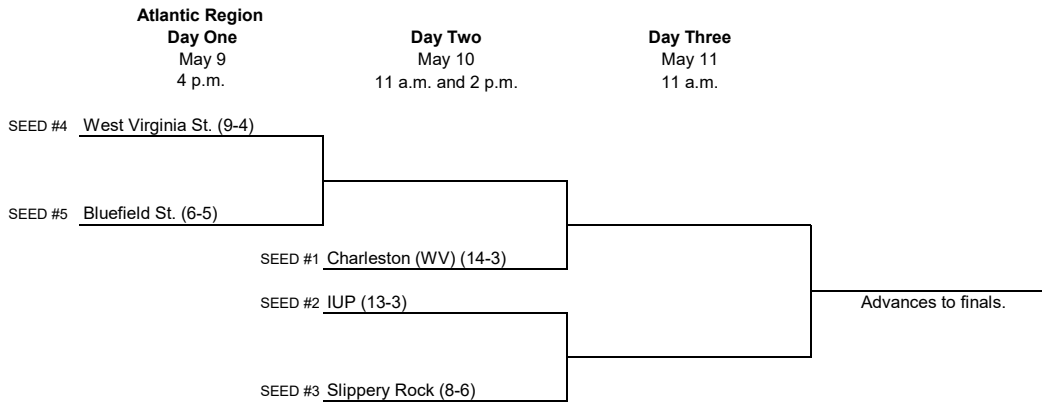 Atlantic Region
Day One
Day Two
Day Three
May 9
May 10
May 11
4 p.m.
11 a.m. and 2 p.m.
11 a.m.
SEED #4 West Virginia St. (9-4)
SEED #5 Bluefield St. (6-5)
SEED #1 Charleston (WV) (14-3)
SEED #2 IUP (13-3)
Advances to finals.
SEED #3 Slippery Rock (8-6)